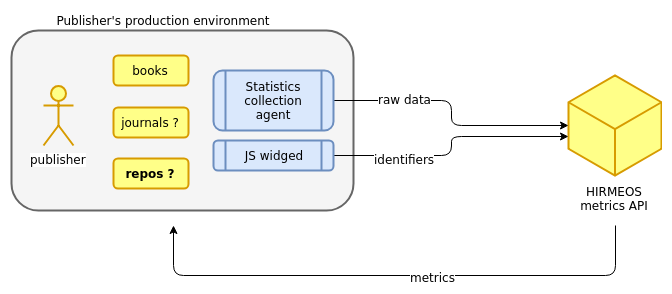 Publisher's production environment
books
journals ?
repos ?
publisher
Statistics
collection
agent
JS widged
raw data
identifiers
HIRMEOS
metrics API
metrics